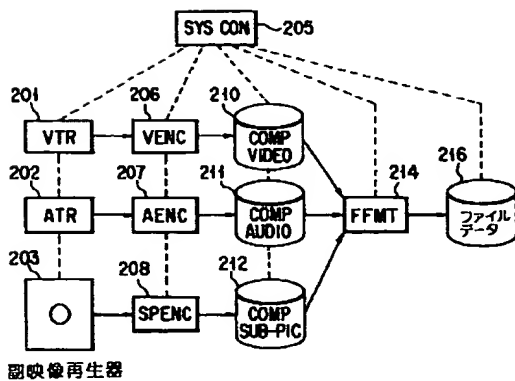 SYS CON
205
201
206
210
VTR
VENC
COMP
VIDEO
202
207
211
214
216
ATR
AENC
COMP
AUDIO
FFMT
ファイル
データ
203
208
212
SPENC
COMP
SUB-PIC
副映像再生器